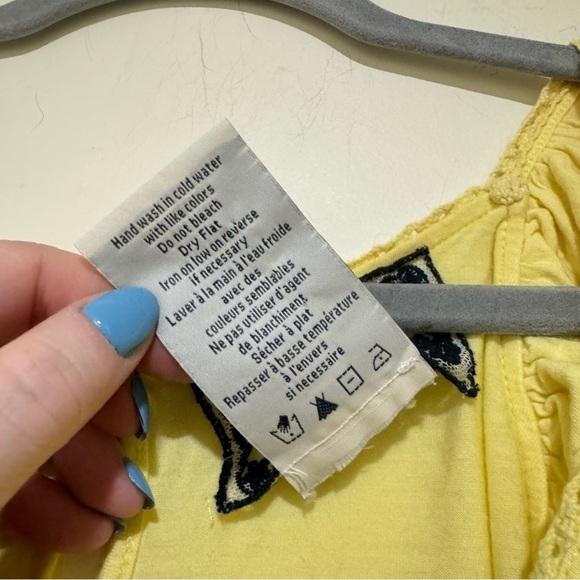 Hand wash in cold water
with like colors
Do not bleach
Dry Flat
Iron on low on reverse
if necessary
Laver à la main à l'eau froide
avec des
couleurs semblables
Ne pas utiliser d'agent
de blanchiment
Sécher à plat
Repasser à basse température
à l'envers
si necessaire